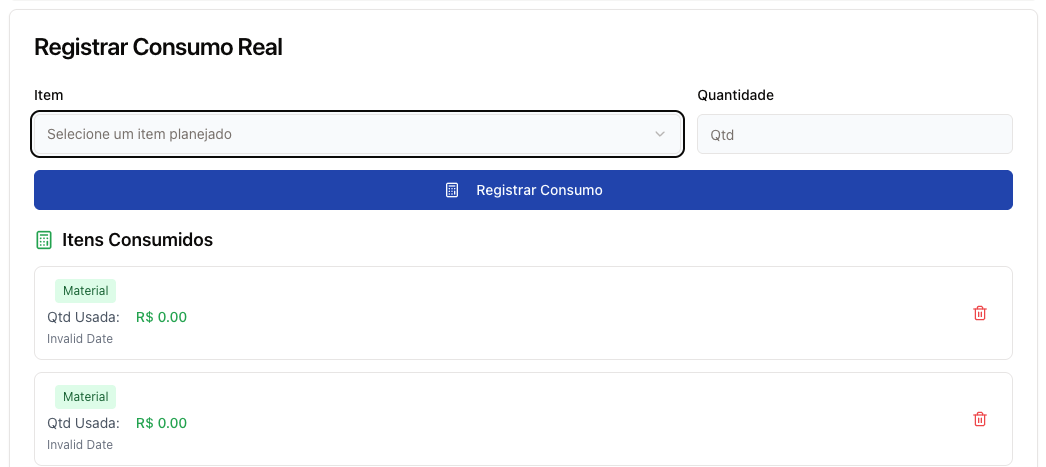 Registrar Consumo Real
Item
Quantidade
Selecione um item planejado
Qtd
Registrar Consumo
Itens Consumidos
Material
Qtd Usada: R$ 0.00
Invalid Date
Material
Qtd Usada: R$ 0.00
Invalid Date